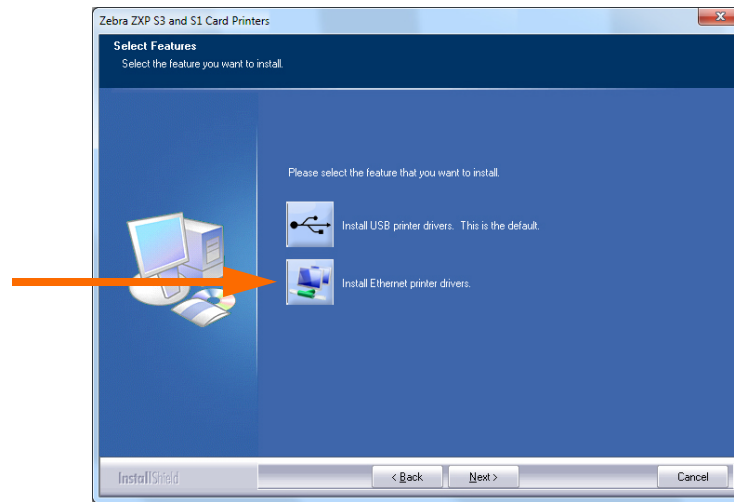 Zebra ZXP S3 and S1 Card Printers
Select Features
Select the feature you want to install.
Please select the feature that you want to install.
Install USB printer drivers. This is the default.
Install Ethernet printer drivers.
InstallShield
< Back
Next >
Cancel